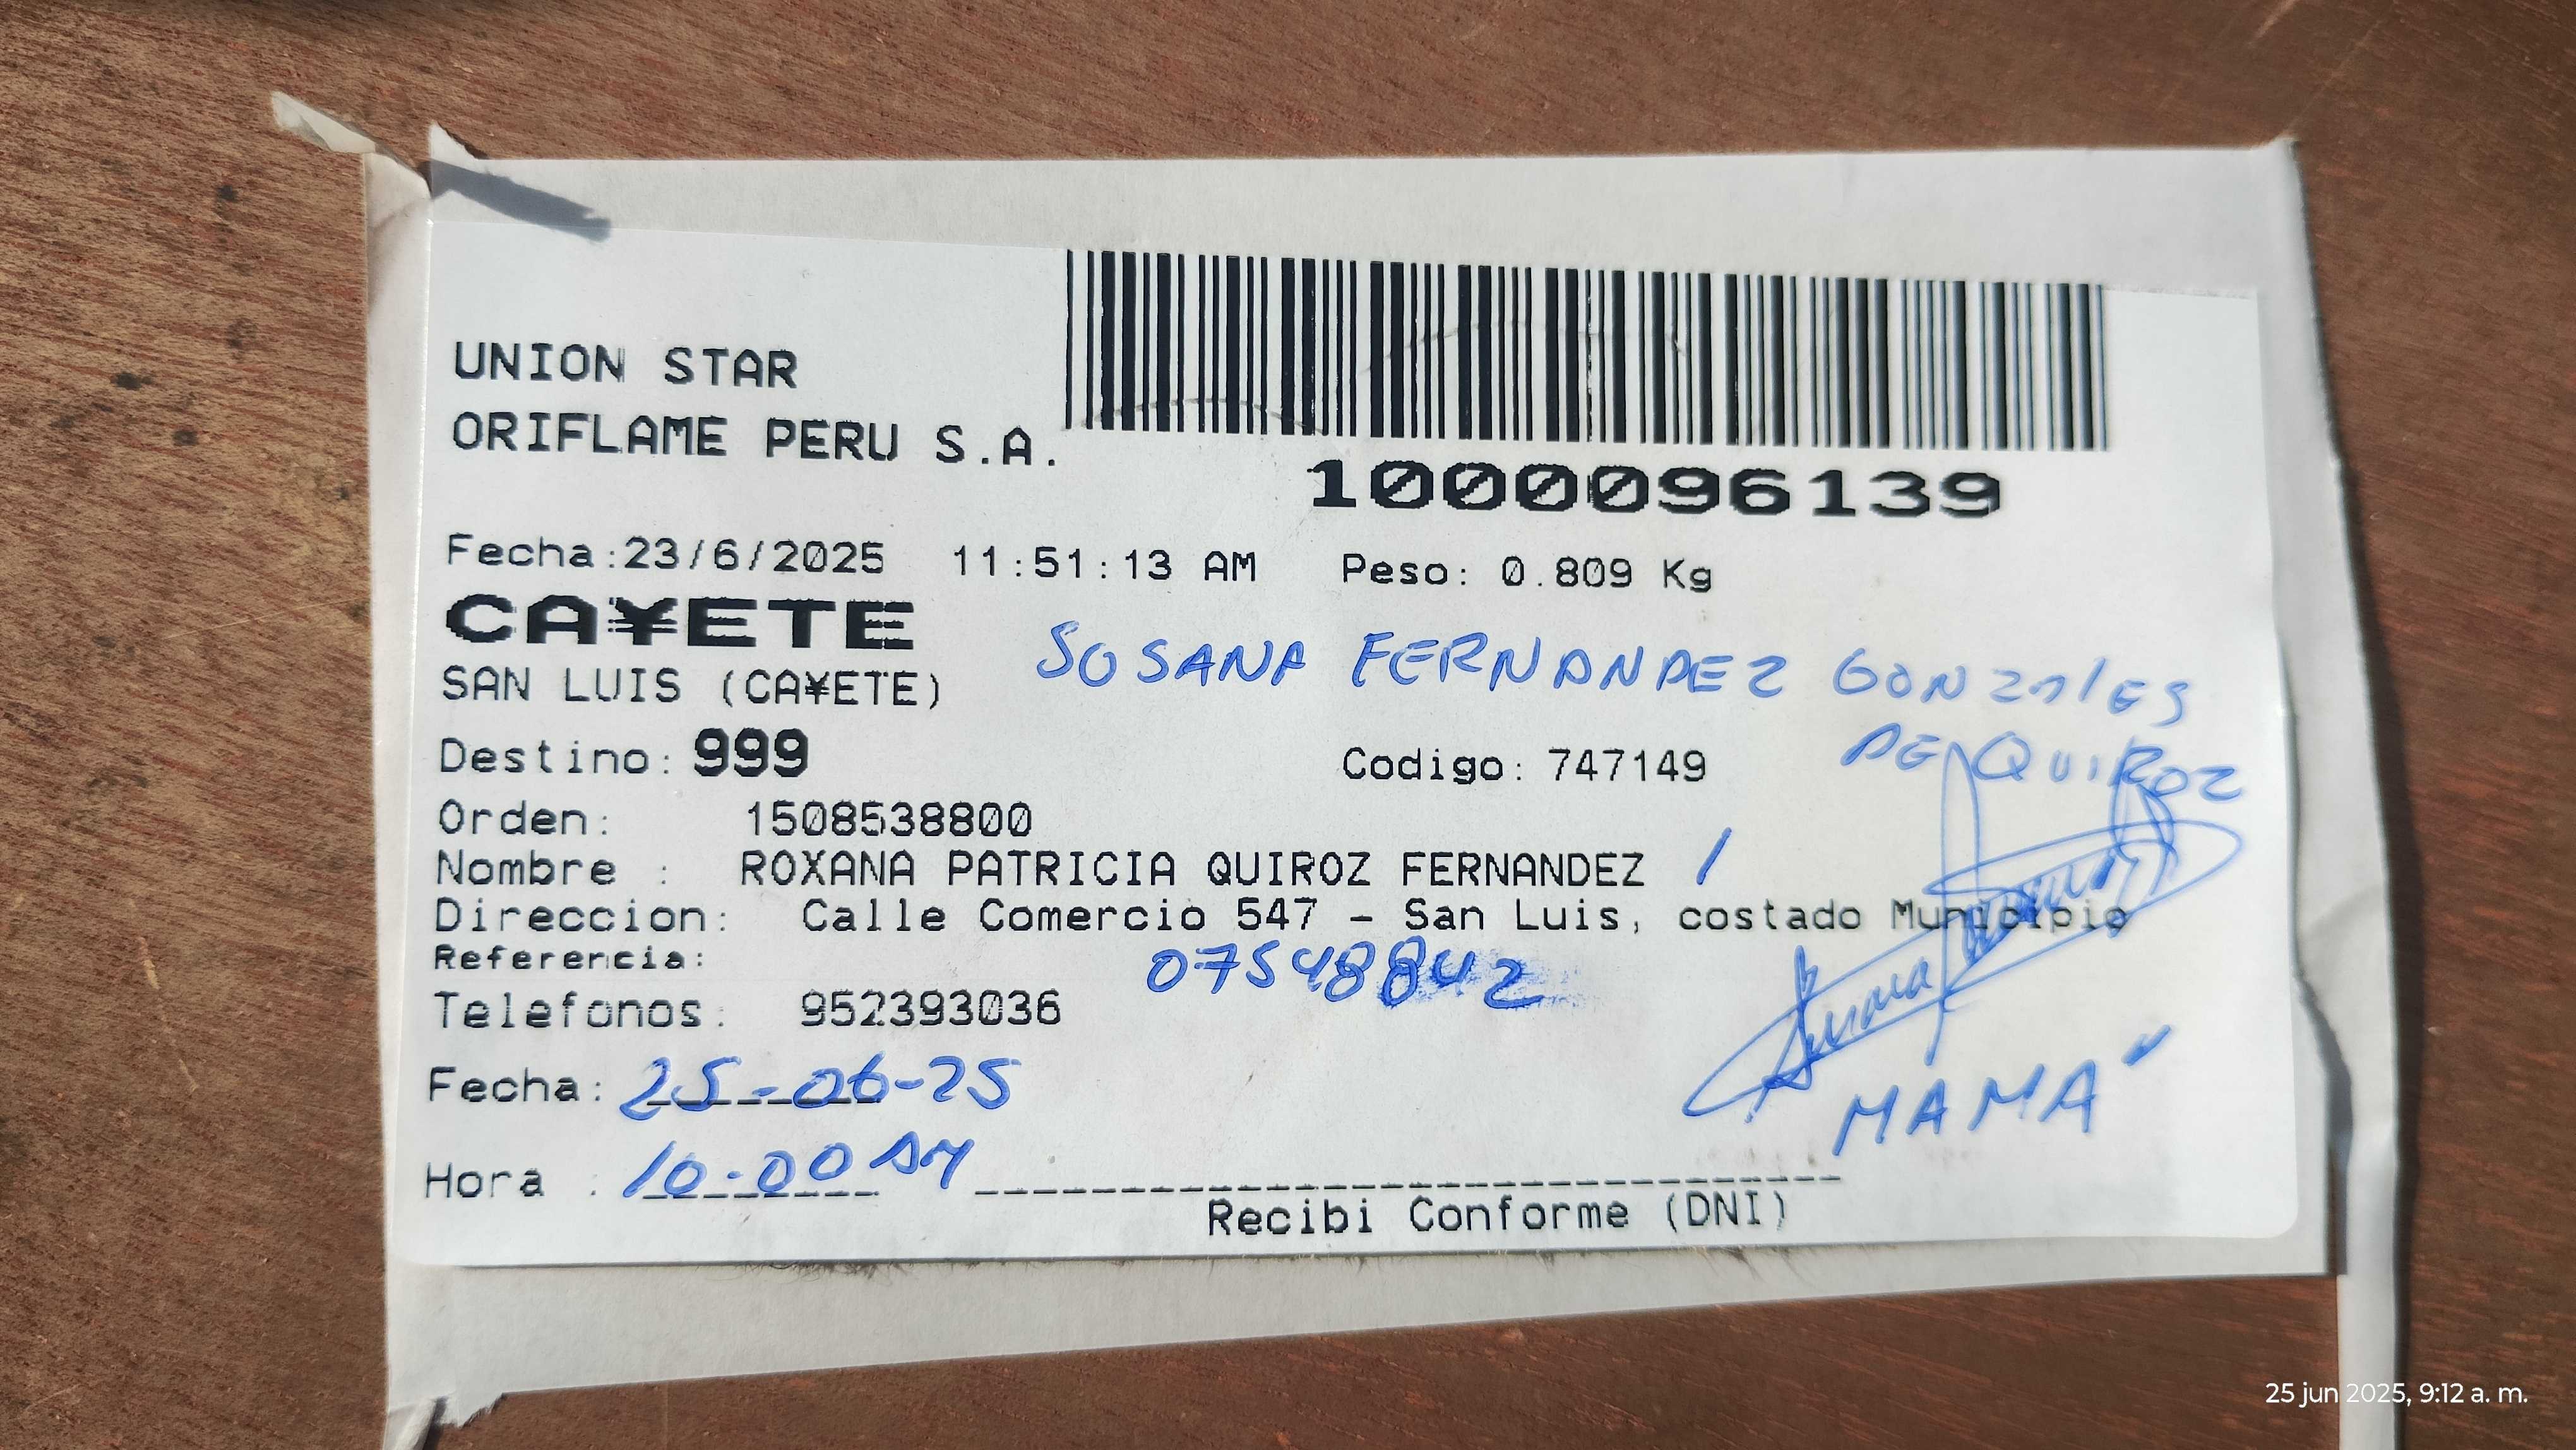 UNION STAR
ORIFLAME PERU S.A.
1000096139
Fecha:23/6/2025 11:51:13 AM Peso: 0.809 Kg
CA¥ETE
SOSANA FERNANDEZ GONZALES
SAN LUIS (CA¥ETE)
DE QUIROZ
Destino: 999 Codigo: 747149
Orden: 1508538800
Nombre : ROXANA PATRICIA QUIROZ FERNANDEZ /
Direccion: Calle Comercio 547 - San Luis, costado Municipio
Referencia:
07548842
Telefonos: 952393036
Fecha: 25-06-25
MAMA"
Hora : 10:00 AM
Recibi Conforme (DNI)
25 jun 2025, 9:12 a. m.